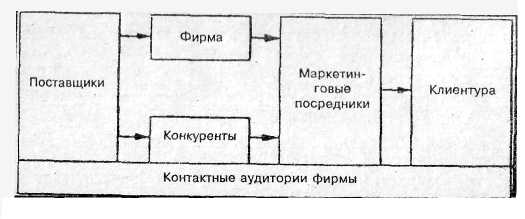 Фирма
Поставщики
Маркетин-
говые
посредники
Клиентура
Конкуренты
Контактные аудитории фирмы